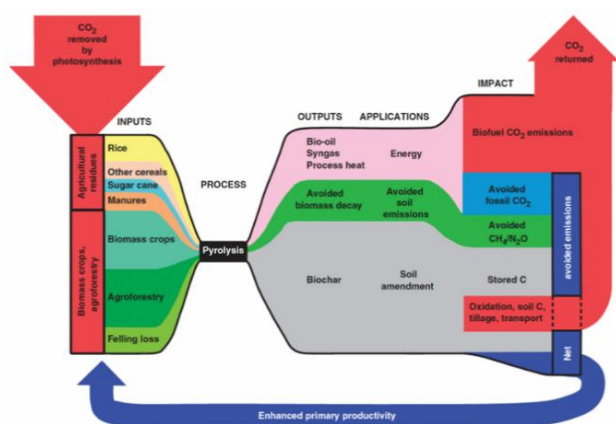 CO2
removed
by
photosynthesis
CO2
returned
IMPACT
INPUTS
OUTPUTS
APPLICATIONS
PROCESS
Agricultural
residues
Rice
Other cereals
Sugar cane
Manures
Biomass crops,
agroforestry
Biomass crops
Agroforestry
Felling loss
Pyrolysis
Bio-oil
Syngas
Process heat
Energy
Biofuel CO2 emissions
Avoided
biomass decay
Avoided
soil
emissions
Avoided
fossil CO2
Avoided
CH4/N2O
Biochar
Soil
amendment
Stored C
Oxidation, soil C,
tillage, transport
avoided emissions
Net
Enhanced primary productivity